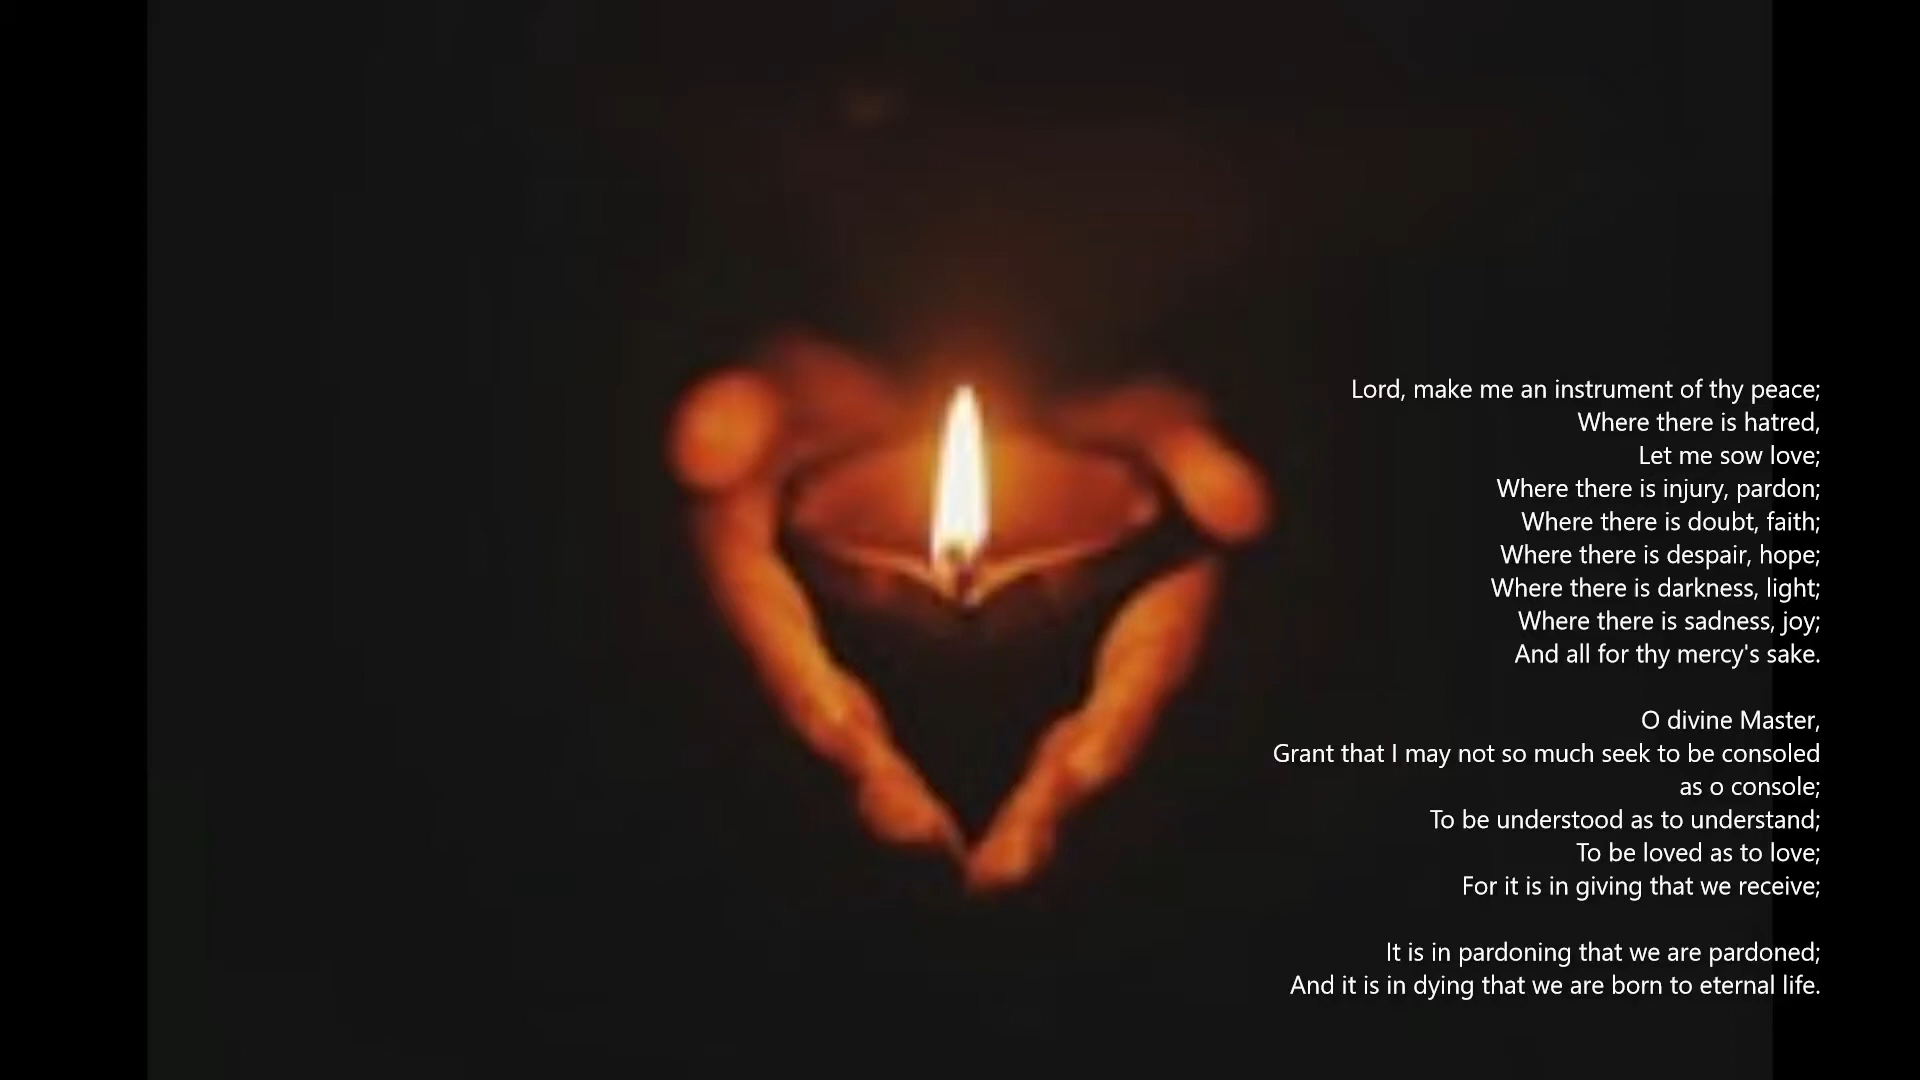 Lord, make me an instrument of thy peace;
Where there is hatred,
Let me sow love;
Where there is injury, pardon;
Where there is doubt, faith;
Where there is despair, hope;
Where there is darkness, light;
Where there is sadness, joy;
And all for thy mercy's sake.
O divine Master,
Grant that I may not so much seek to be consoled
as o console;
To be understood as to understand;
To be loved as to love;
For it is in giving that we receive;
It is in pardoning that we are pardoned;
And it is in dying that we are born to eternal life.